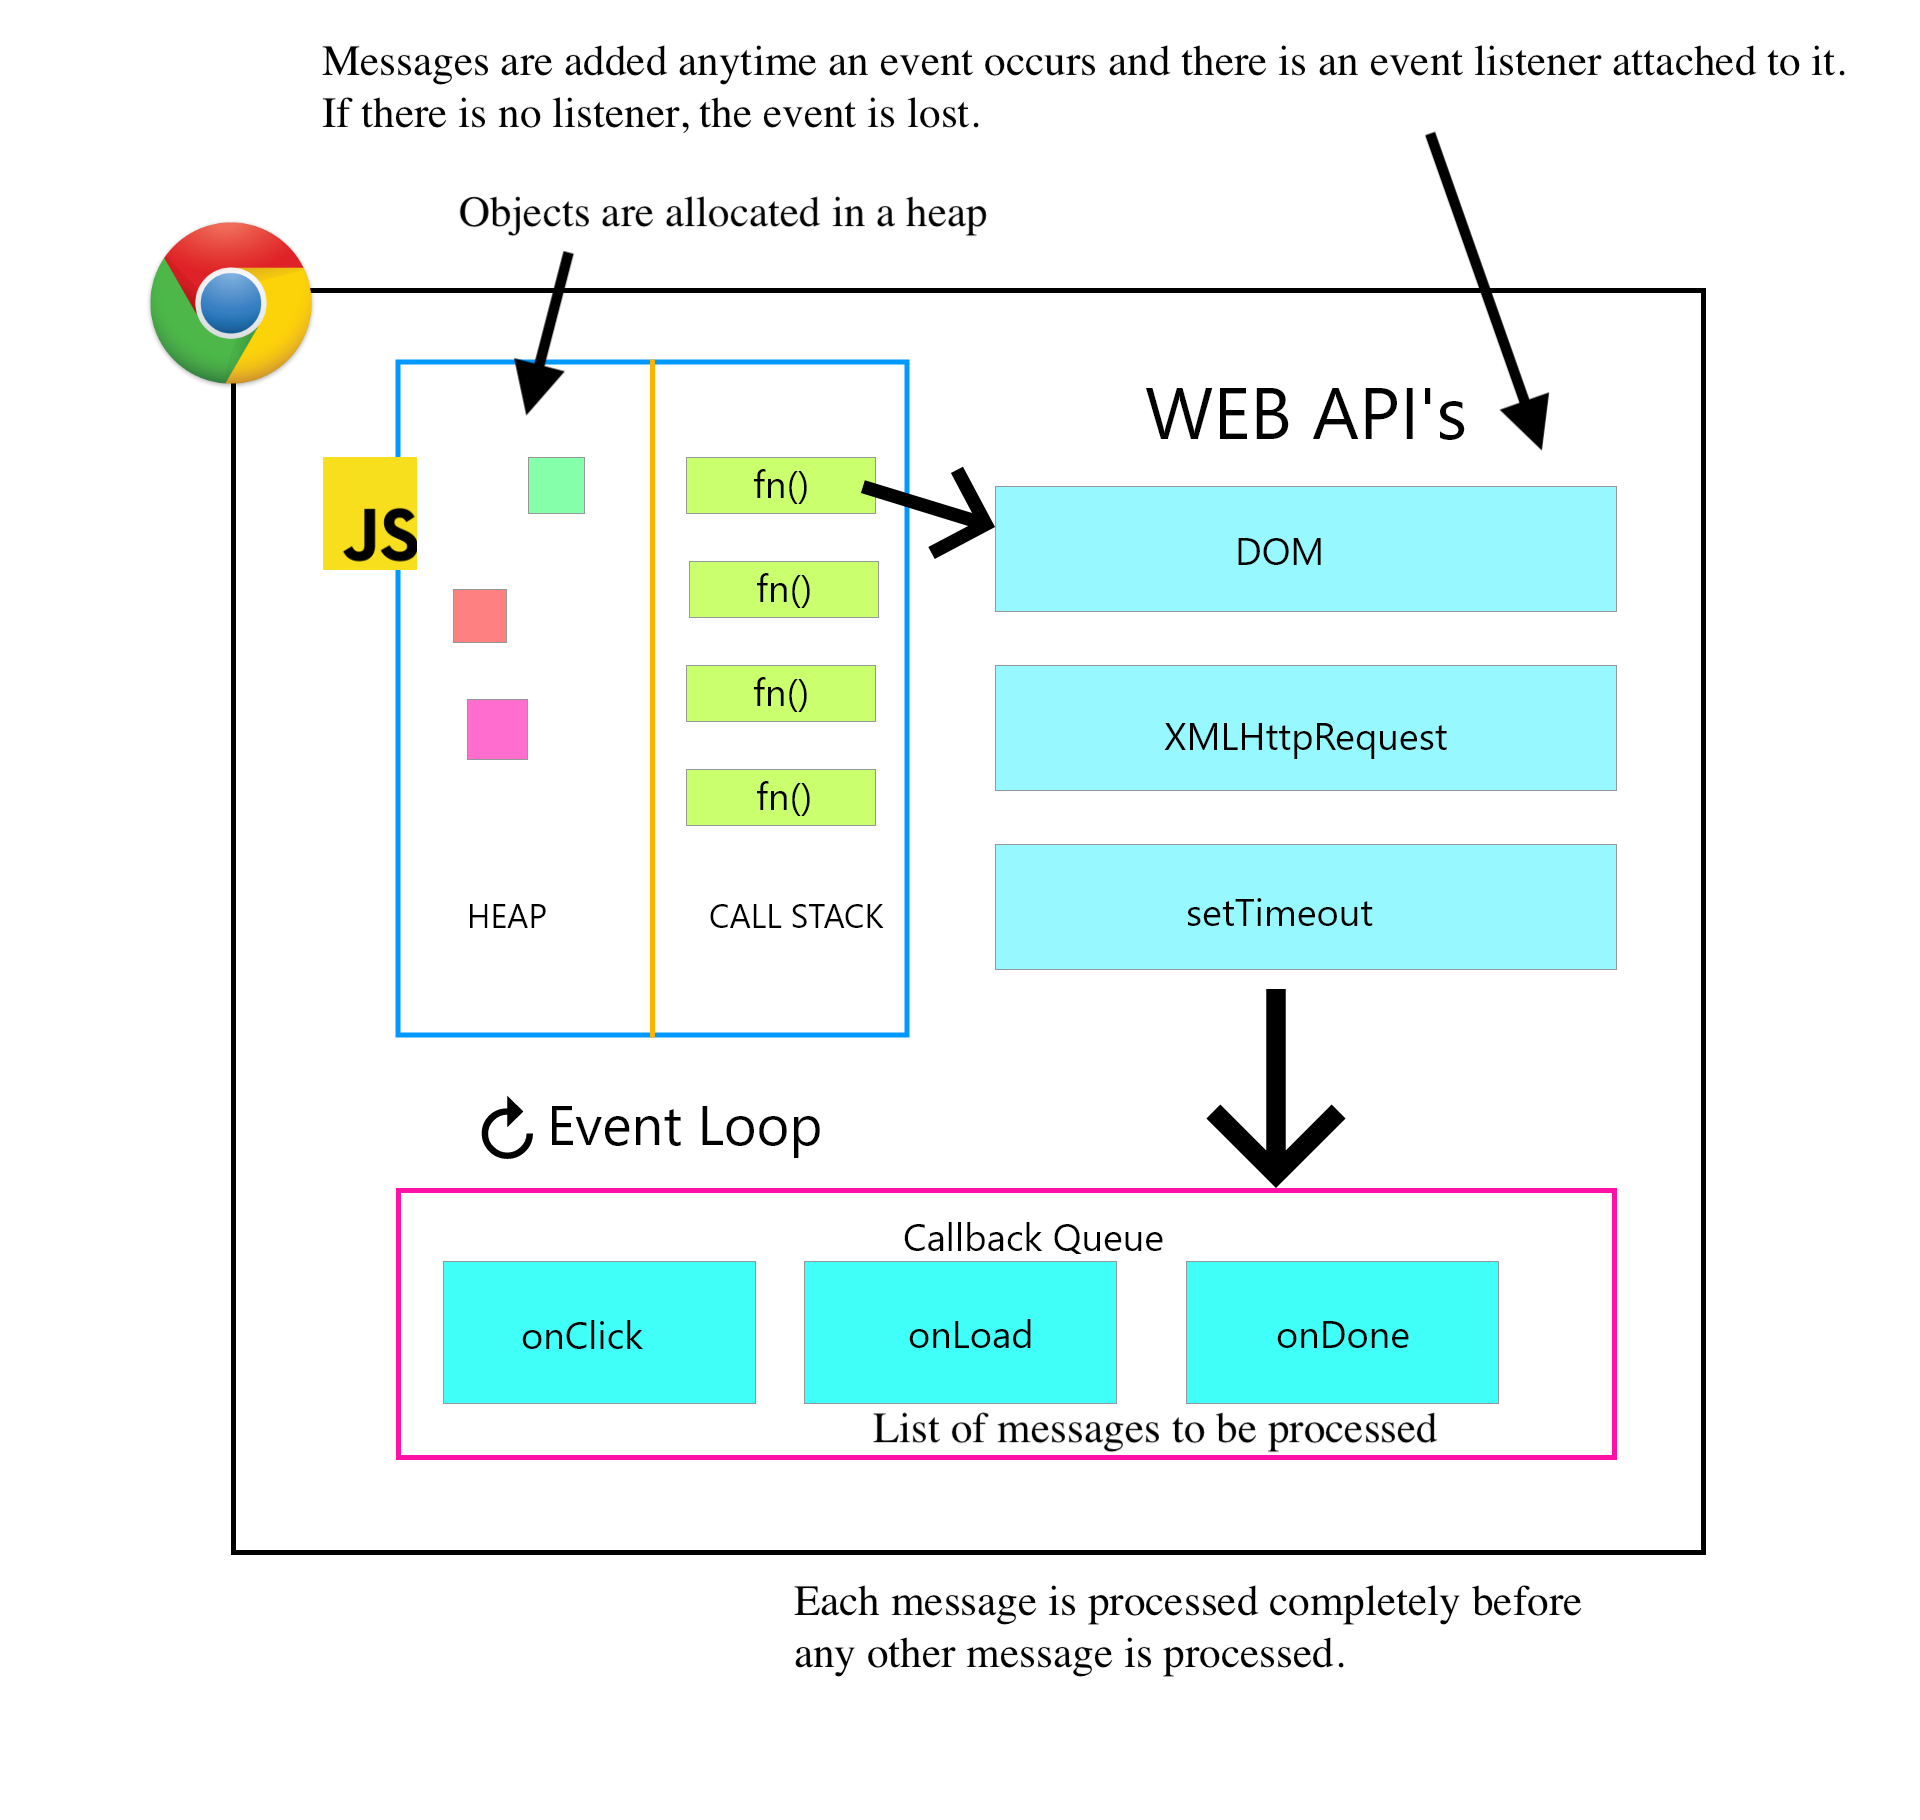 Messages are added anytime an event occurs and there is an event listener attached to it.
If there is no listener, the event is lost.
Objects are allocated in a heap
JS
HEAP
fn()
fn()
fn()
fn()
CALL STACK
WEB API's
DOM
XMLHttpRequest
setTimeout
Event Loop
Callback Queue
onClick
onLoad
onDone
List of messages to be processed
Each message is processed completely before
any other message is processed.